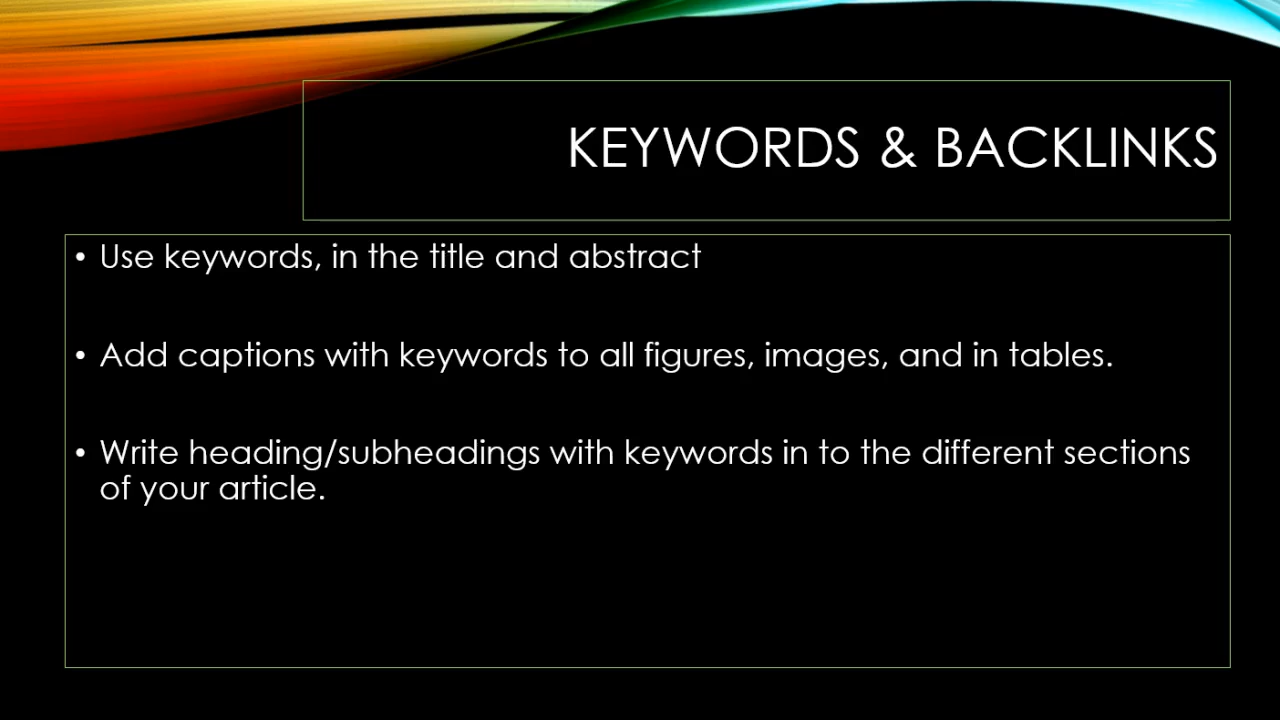 KEYWORDS & BACKLINKS
• Use keywords, in the title and abstract
• Add captions with keywords to all figures, images, and in tables.
• Write heading/subheadings with keywords in to the different sections
of your article.